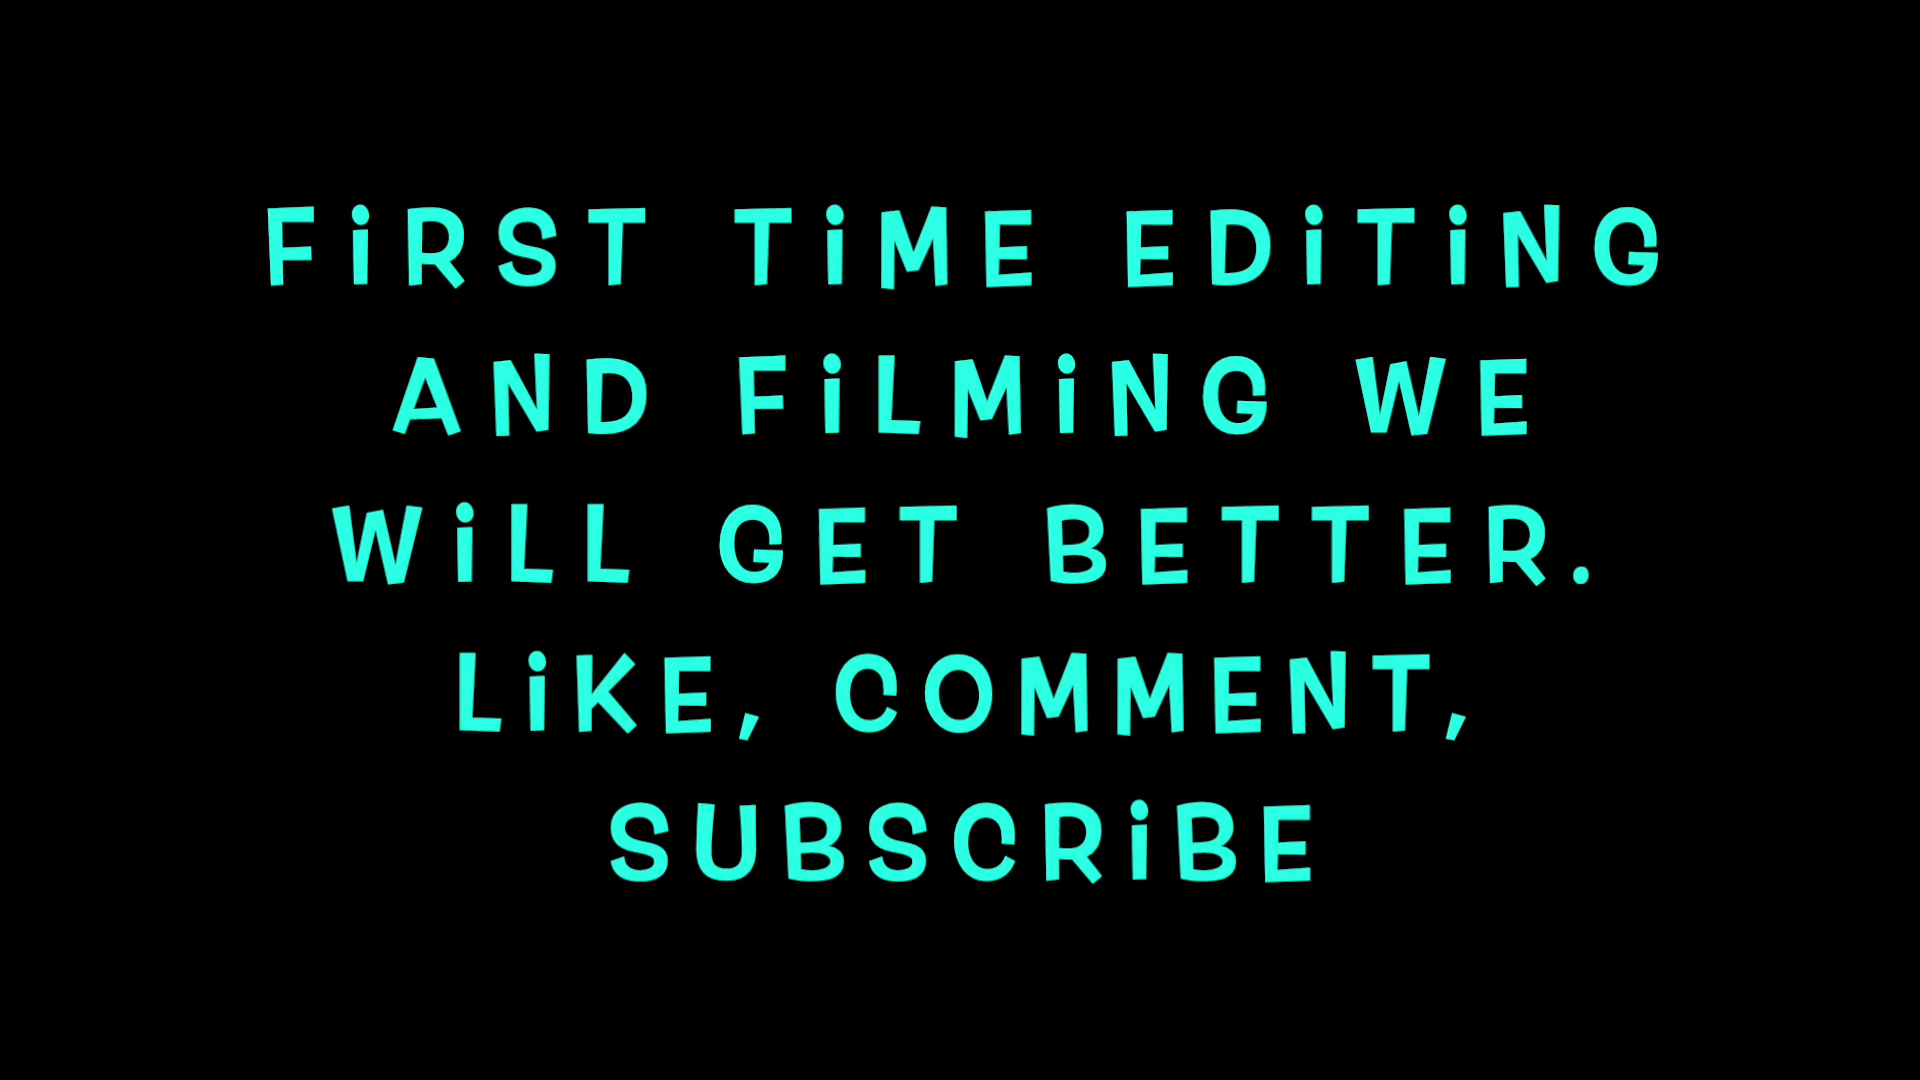 FiRST TiME EDiTiNG
AND FiLMiNG WE
WiLL GET BETTER.
LiKE, COMMENT,
SUBSCRiBE